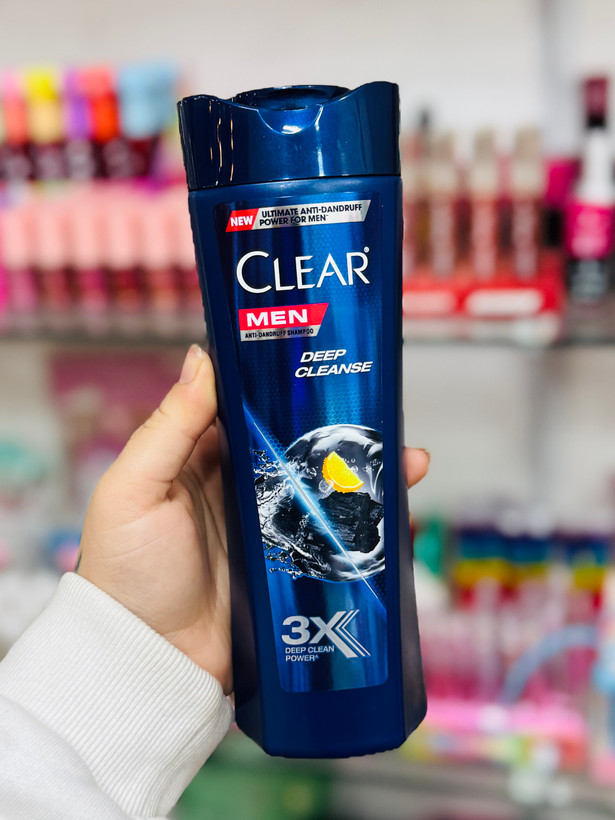 NEW ULTIMATE ANTI-DANDRUFF
POWER FOR MEN*
CLEAR®
MEN
ANTI-DANDRUFF SHAMPOO
DEEP
CLEANSE
3X
DEEP CLEAN
POWER^